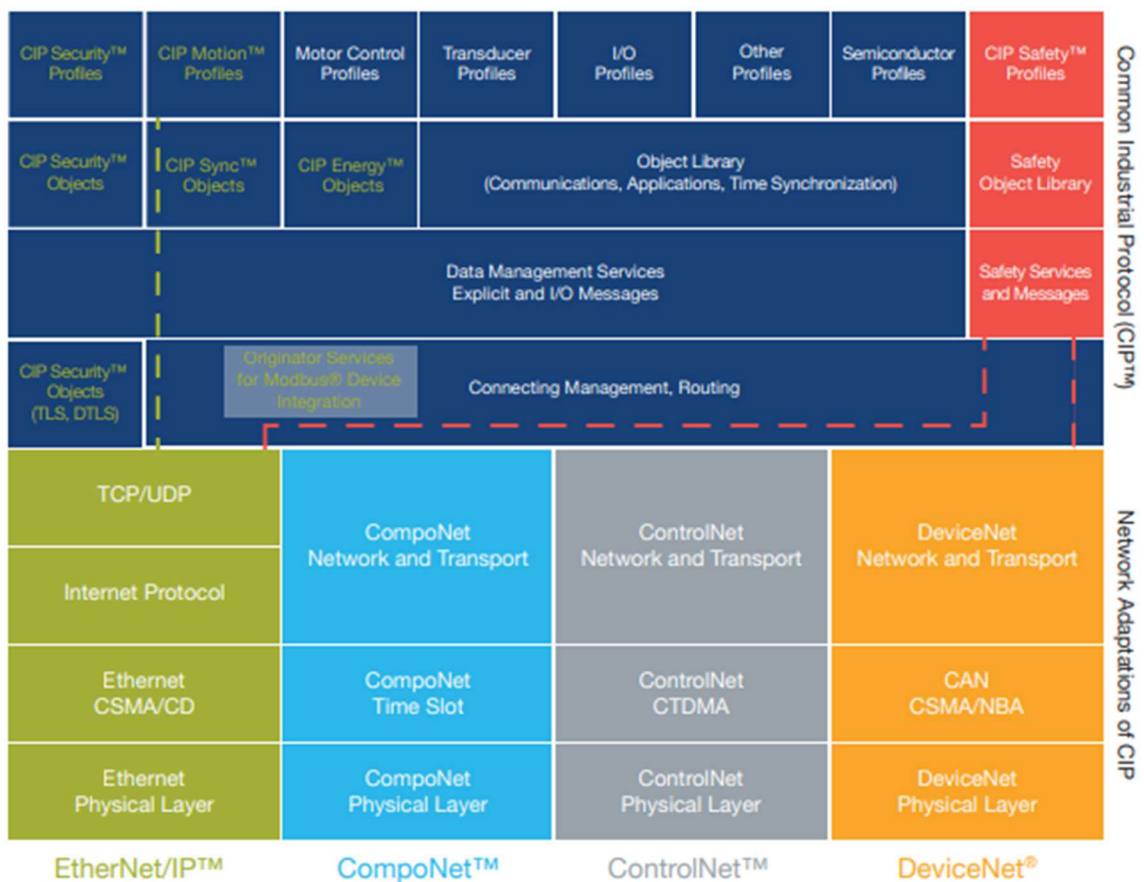 CIP Security™
Profiles
CIP Motion™
Profiles
Motor Control
Profiles
Transducer
Profiles
I/O
Profiles
Other
Profiles
Semiconductor
Profiles
CIP Safety™
Profiles
CIP Security™
Objects
CIP Sync™
Objects
CIP Energy™
Objects
Object Library
(Communications, Applications, Time Synchronization)
Safety
Object Library
Data Management Services
Explicit and I/O Messages
Safety Services
and Messages
CIP Security™
Objects
(TLS, DTLS)
Originator Services
for Modbus® Device
Integration
Connecting Management, Routing
Common Industrial Protocol (CIP™)
TCP/UDP
Internet Protocol
CompoNet
Network and Transport
ControlNet
Network and Transport
DeviceNet
Network and Transport
Ethernet
CSMA/CD
CompoNet
Time Slot
ControlNet
CTDMA
CAN
CSMA/NBA
Ethernet
Physical Layer
CompoNet
Physical Layer
ControlNet
Physical Layer
DeviceNet
Physical Layer
Network Adaptations of CIP
EtherNet/IP™
CompoNet™
ControlNet™
DeviceNet®